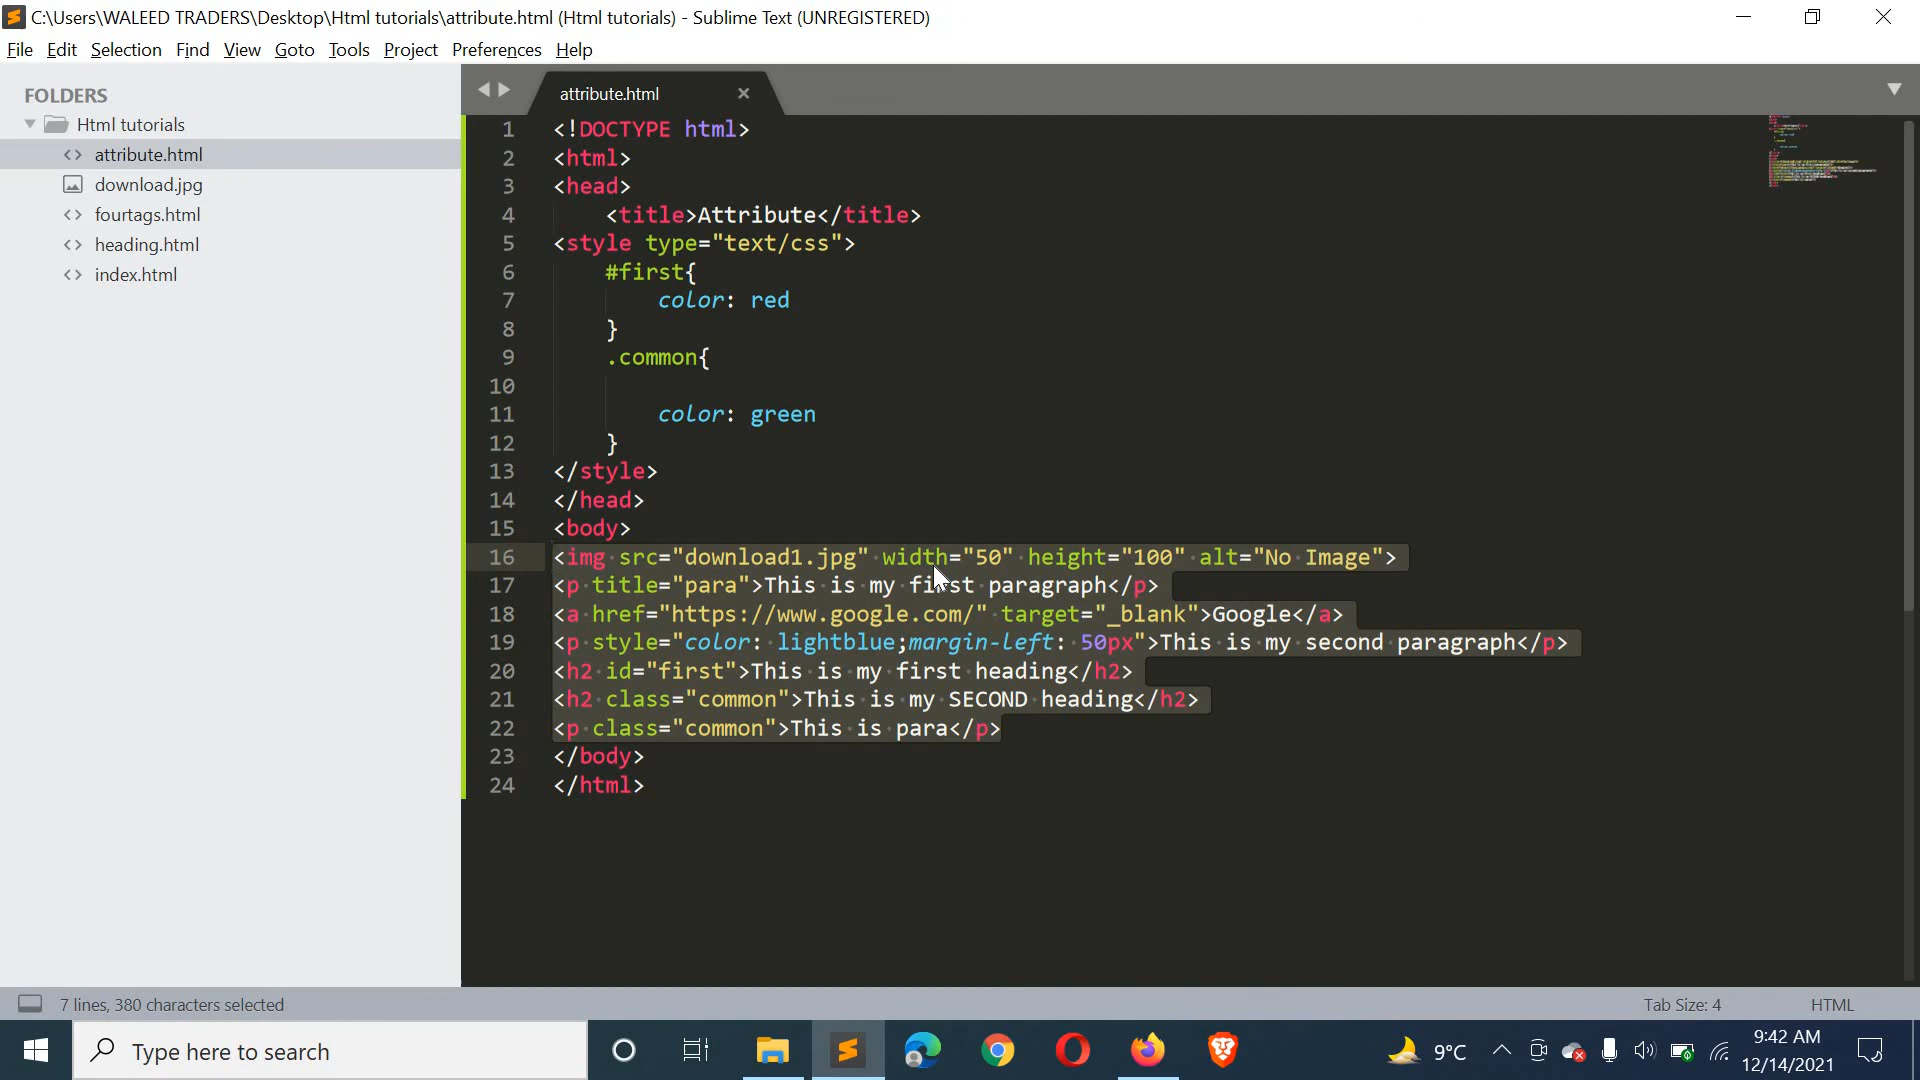 C:\Users\WALEED TRADERS\Desktop\Html tutorials\attribute.html (Html tutorials) - Sublime Text (UNREGISTERED)
File Edit Selection Find View Goto Tools Project Preferences Help
FOLDERS
Html tutorials
attribute.html
download.jpg
fourtags.html
heading.html
index.html
attribute.html
1 <!DOCTYPE html>
2 <html>
3 <head>
4 <title>Attribute</title>
5 <style type="text/css">
6 #first{
7 color: red
8 }
9 .common{
10
11 color: green
12 }
13 </style>
14 </head>
15 <body>
16 <img src="download1.jpg" width="50" height="100" alt="No Image">
17 <p title="para">This is my first paragraph</p>
18 <a href="https://www.google.com/" target="_blank">Google</a>
19 <p style="color: lightblue;margin-left: 50px">This is my second paragraph</p>
20 <h2 id="first">This is my first heading</h2>
21 <h2 class="common">This is my SECOND heading</h2>
22 <p class="common">This is para</p>
23 </body>
24 </html>
7 lines, 380 characters selected
Tab Size: 4
HTML
Type here to search
9°C
9:42 AM
12/14/2021